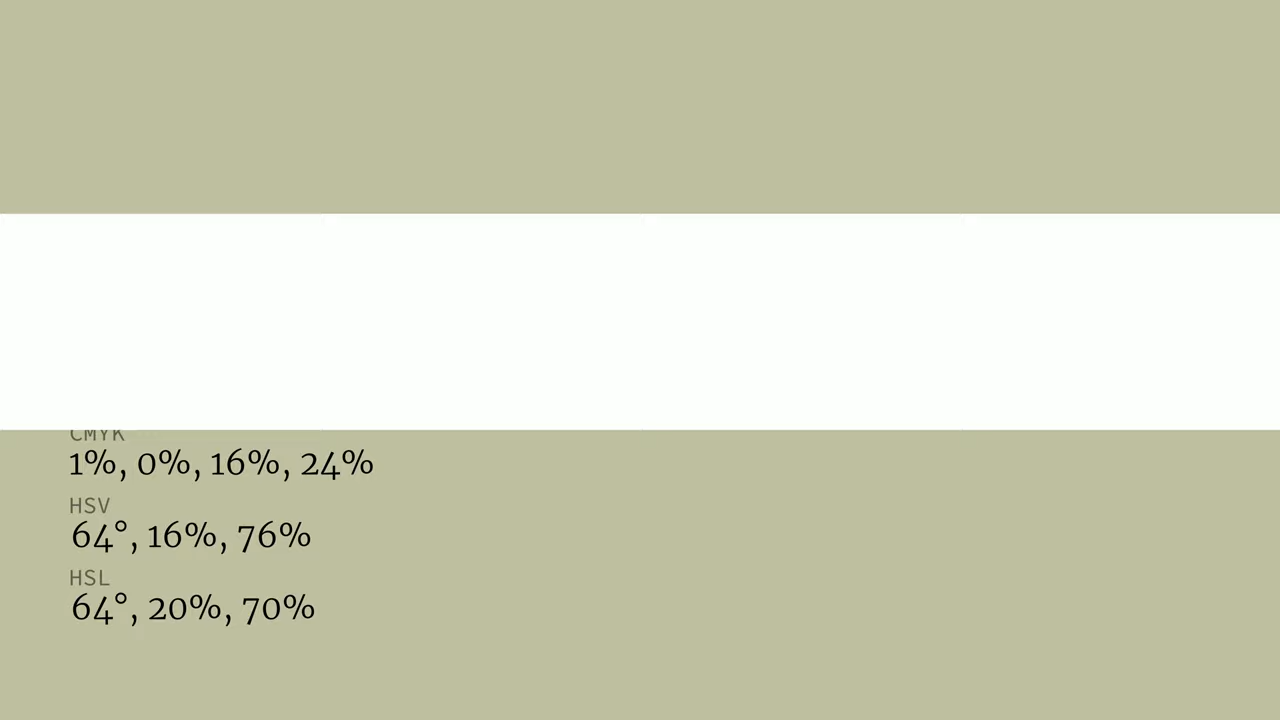 CMYK
1%, 0%, 16%, 24%
HSV
64°, 16%, 76%
HSL
64°, 20%, 70%